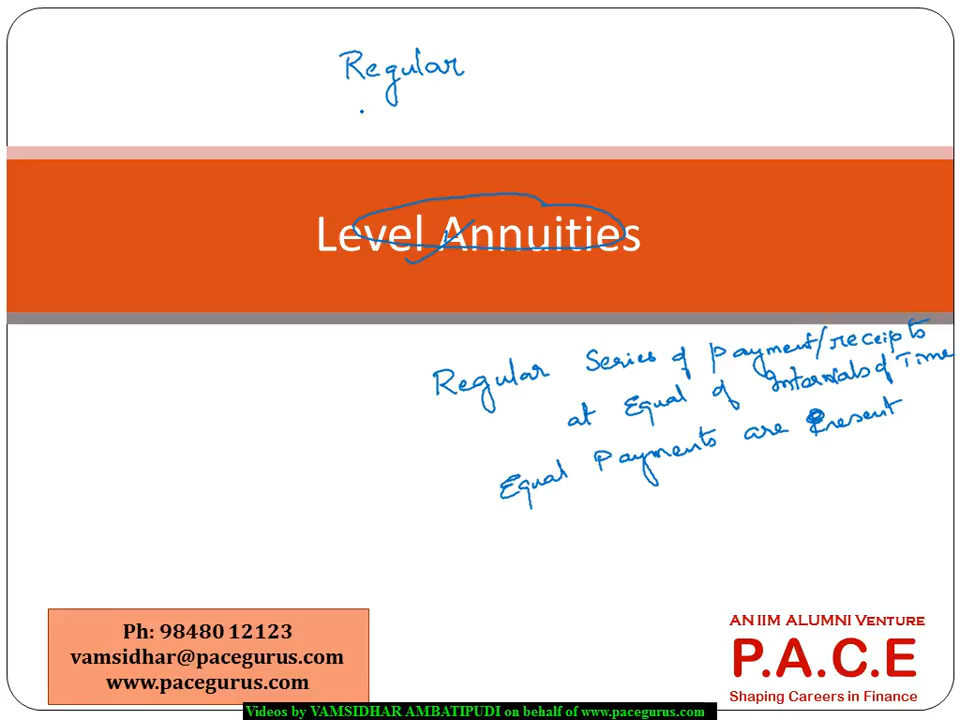 Regular
Level Annuities
Regular Series of payment/receipts
at Equal of Intervals of Time
Equal Payments are Present
Ph: 98480 12123
vamsidhar@pacegurus.com
www.pacegurus.com
AN IIM ALUMNI VENTURE
P.A.C.E
Shaping Careers in Finance
Videos by VAMSIDHAR AMBATIPUDI on behalf of www.pacegurus.com